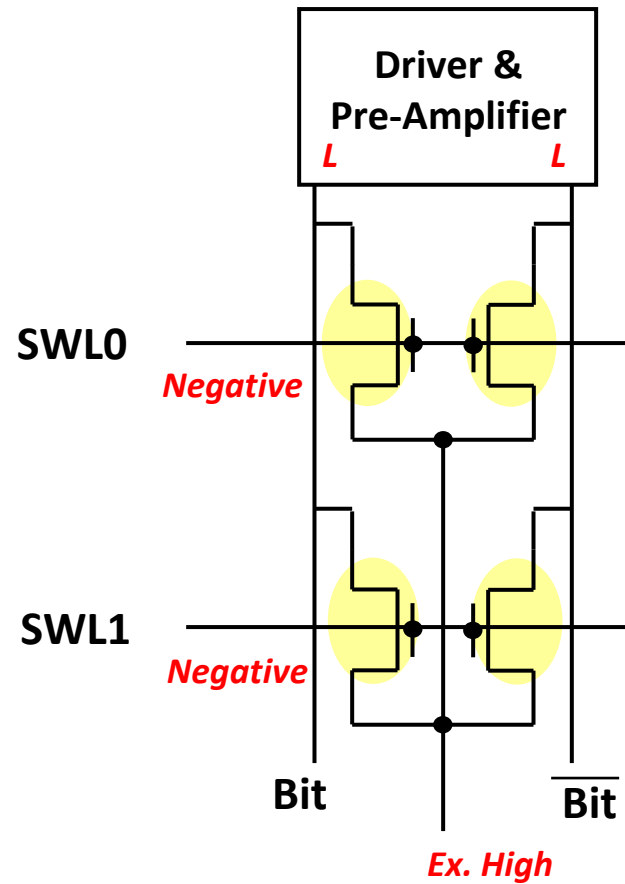 Driver &
Pre-Amplifier
L L
SWL0
Negative
SWL1
Negative
Bit Bit
Ex. High